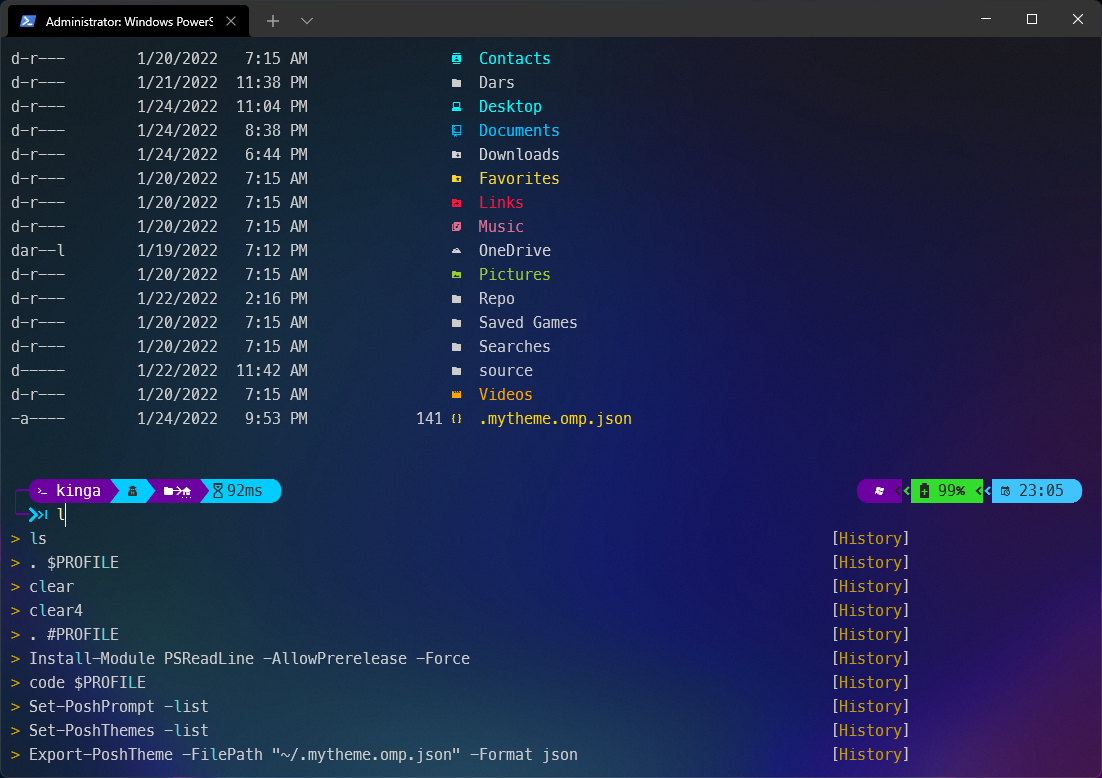 Administrator: Windows PowerS
d-r--- 1/20/2022 7:15 AM Contacts
d-r--- 1/21/2022 11:38 PM Dars
d-r--- 1/24/2022 11:04 PM Desktop
d-r--- 1/24/2022 8:38 PM Documents
d-r--- 1/24/2022 6:44 PM Downloads
d-r--- 1/20/2022 7:15 AM Favorites
d-r--- 1/20/2022 7:15 AM Links
d-r--- 1/20/2022 7:15 AM Music
dar--l 1/19/2022 7:12 PM OneDrive
d-r--- 1/20/2022 7:15 AM Pictures
d-r--- 1/22/2022 2:16 PM Repo
d-r--- 1/20/2022 7:15 AM Saved Games
d-r--- 1/20/2022 7:15 AM Searches
d----- 1/22/2022 11:42 AM source
d-r--- 1/20/2022 7:15 AM Videos
-a---- 1/24/2022 9:53 PM 141 {} .mytheme.omp.json
kinga 92ms 99% 23:05
l
> ls [History]
> . $PROFILE [History]
> clear [History]
> clear4 [History]
> . #PROFILE [History]
> Install-Module PSReadLine -AllowPrerelease -Force [History]
> code $PROFILE [History]
> Set-PoshPrompt -list [History]
> Set-PoshThemes -list [History]
> Export-PoshTheme -FilePath "~/.mytheme.omp.json" -Format json [History]